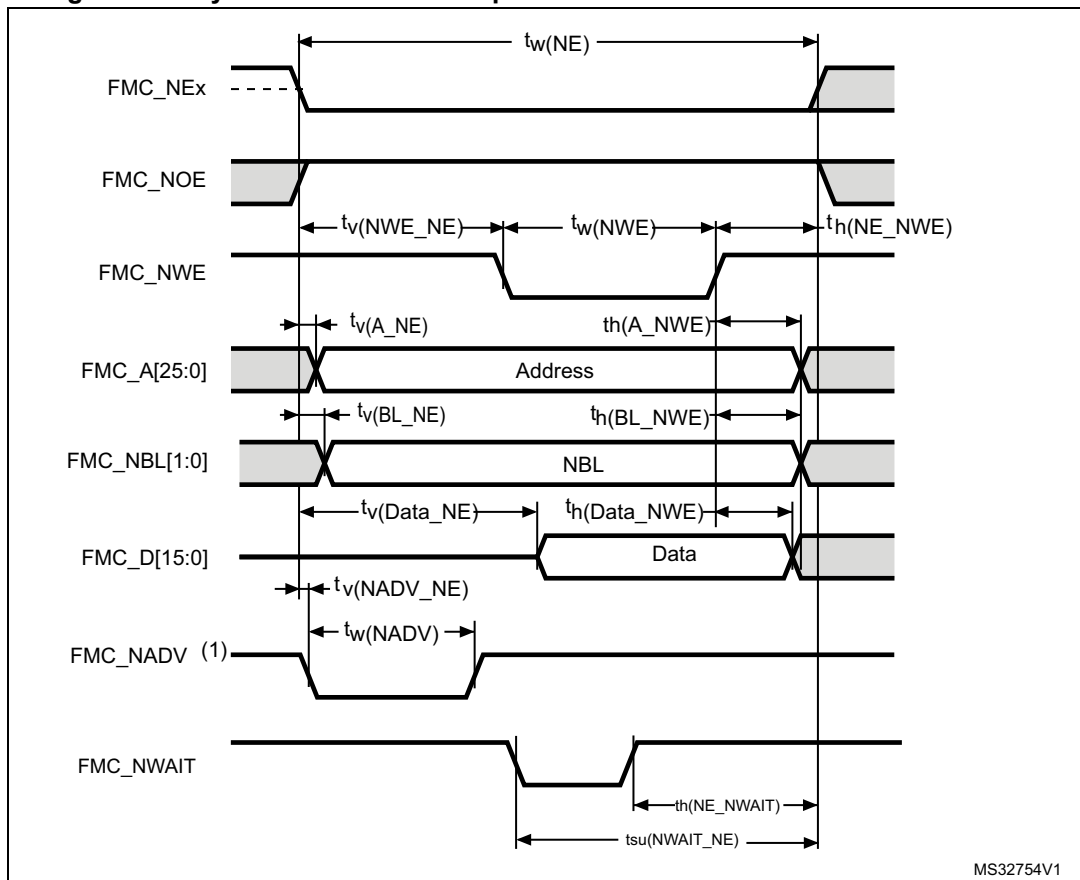 tw(NE)
FMC_NEx
FMC_NOE
tv(NWE_NE)
tw(NWE)
th(NE_NWE)
FMC_NWE
tv(A_NE)
th(A_NWE)
FMC_A[25:0]
Address
tv(BL_NE)
th(BL_NWE)
FMC_NBL[1:0]
NBL
tv(Data_NE)
th(Data_NWE)
FMC_D[15:0]
Data
tv(NADV_NE)
tw(NADV)
FMC_NADV (1)
FMC_NWAIT
th(NE_NWAIT)
tsu(NWAIT_NE)
MS32754V1